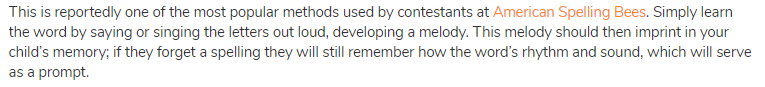 This is reportedly one of the most popular methods used by contestants at American Spelling Bees. Simply learn
the word by saying or singing the letters out loud, developing a melody. This melody should then imprint in your
child's memory; if they forget a spelling they will still remember how the word's rhythm and sound, which will serve
as a prompt.